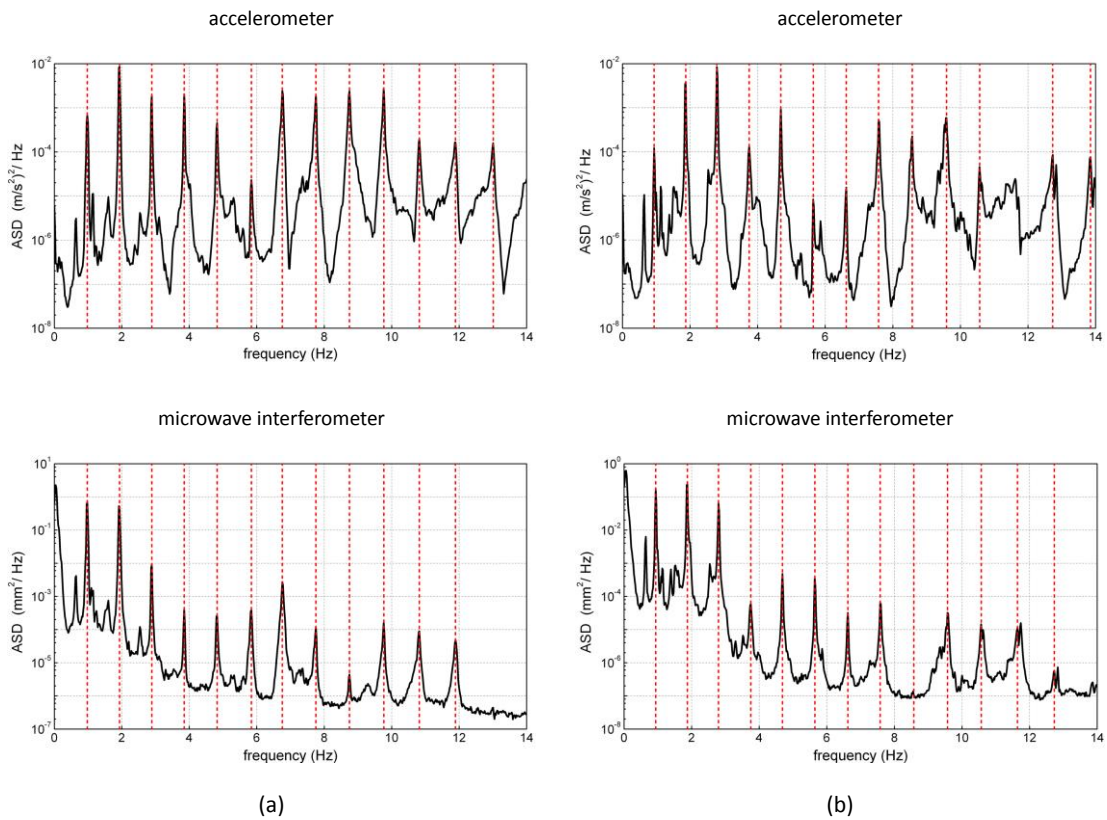 accelerometer
accelerometer
10^-2
10^-4
10^-6
10^-8
ASD (m/s²)²/ Hz
0 2 4 6 8 10 12 14
frequency (Hz)
10^-2
10^-4
10^-6
10^-8
ASD (m/s²)²/ Hz
0 2 4 6 8 10 12 14
frequency (Hz)
microwave interferometer
microwave interferometer
10^1
10^-1
10^-3
10^-5
10^-7
ASD (mm²/ Hz)
0 2 4 6 8 10 12 14
frequency (Hz)
10^0
10^-2
10^-4
10^-6
10^-8
ASD (mm²/ Hz)
0 2 4 6 8 10 12 14
frequency (Hz)
(a)
(b)